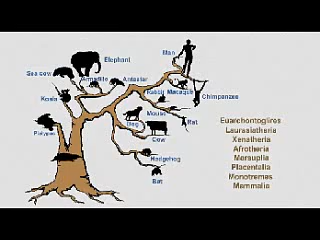 Man
Elephant
Sea cow
Armadillo
Anteater
Koala
Rabbit
Macaque
Chimpanzee
Mouse
Rat
Platypus
Dog
Cow
Hedgehog
Bat
Euarchontoglires
Laurasiatheria
Xenatheria
Afrotheria
Marsuplia
Placentalia
Monotremes
Mammalia